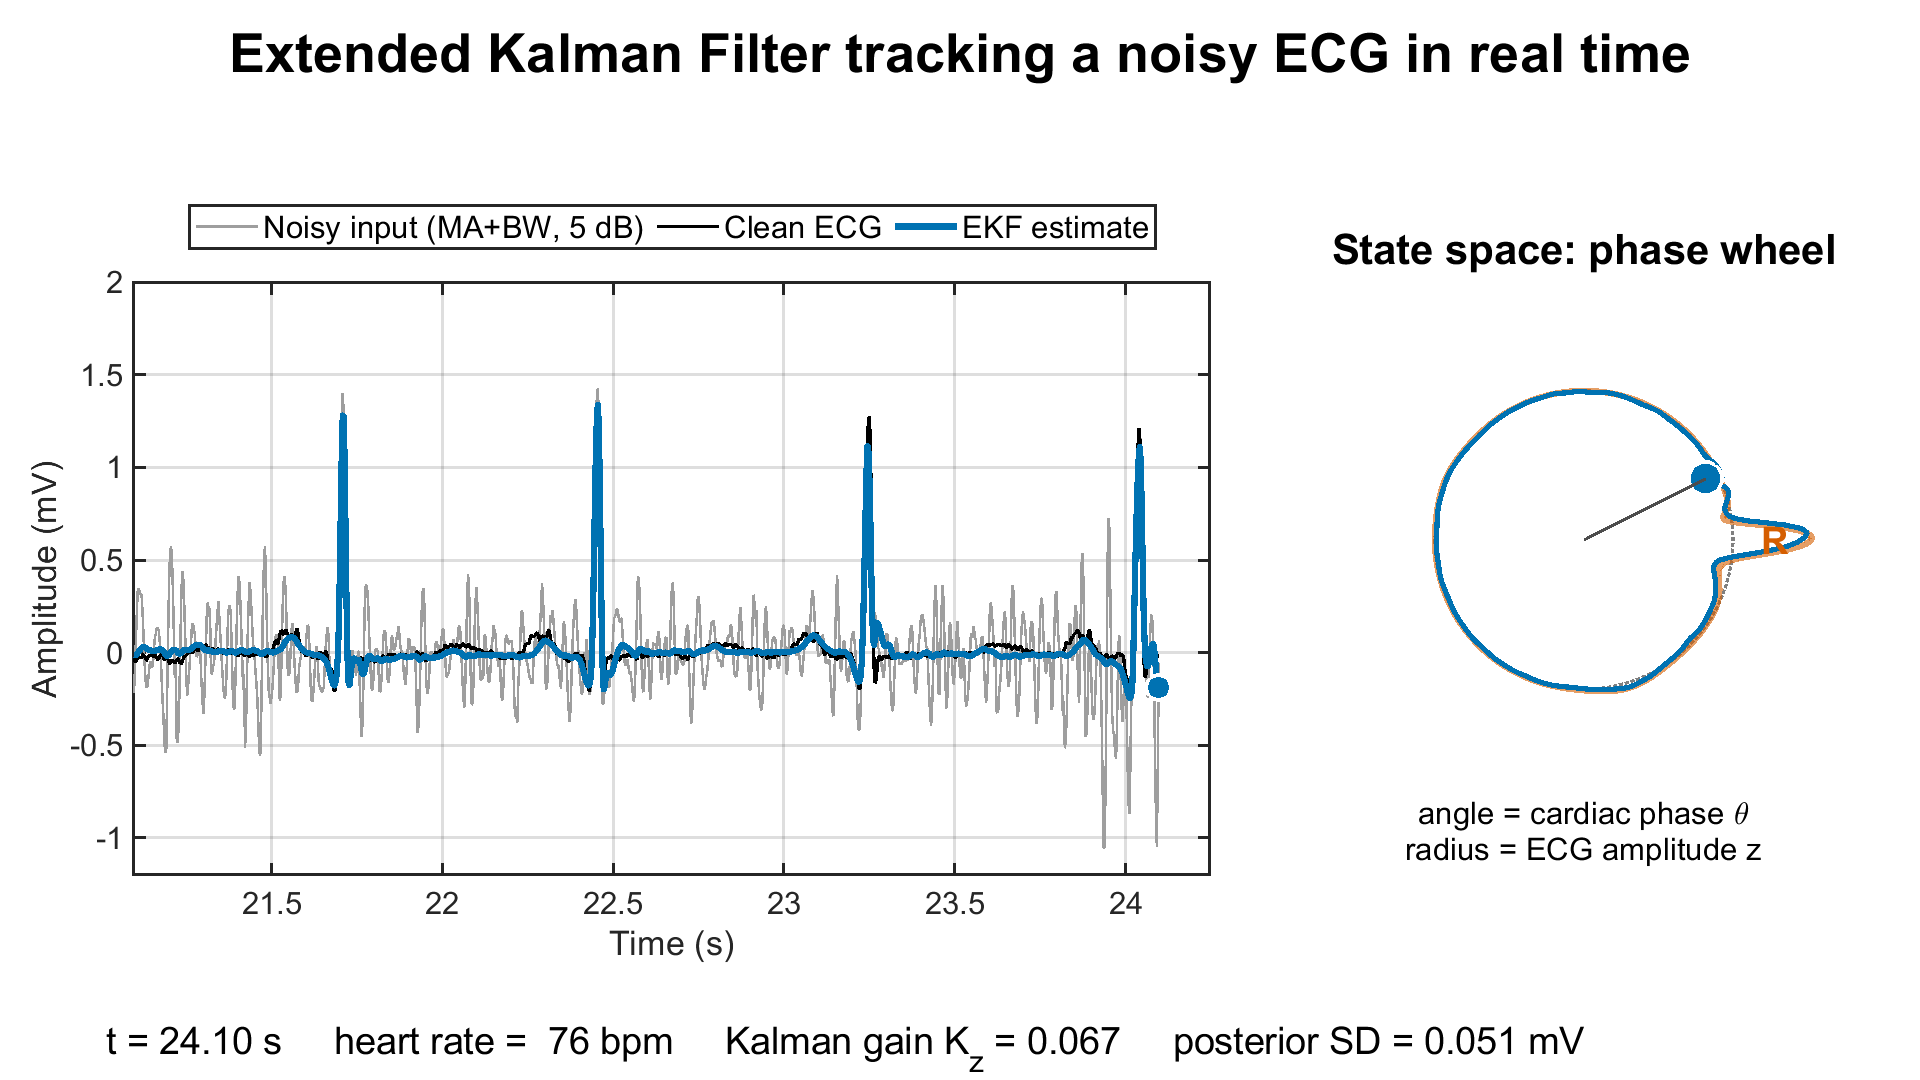 Extended Kalman Filter tracking a noisy ECG in real time
Noisy input (MA+BW, 5 dB) Clean ECG EKF estimate
State space: phase wheel
2
1.5
1
0.5
0
-0.5
-1
Amplitude (mV)
21.5 22 22.5 23 23.5 24
Time (s)
R
angle = cardiac phase θ
radius = ECG amplitude z
t = 24.10 s heart rate = 76 bpm Kalman gain K_z = 0.067 posterior SD = 0.051 mV